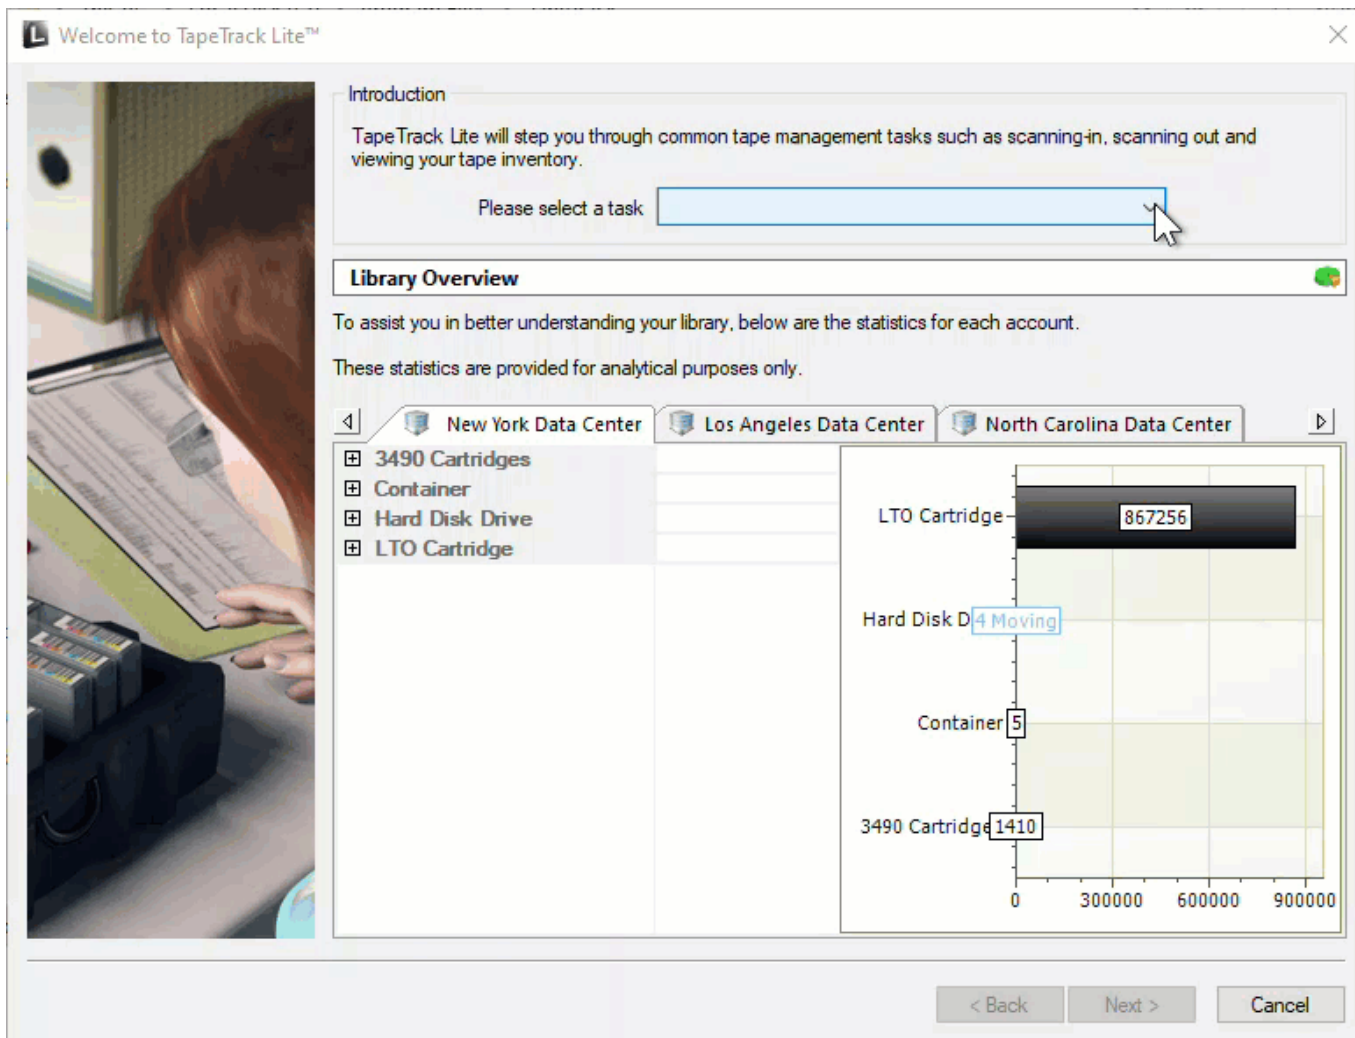 Welcome to TapeTrack Lite™
Introduction
TapeTrack Lite will step you through common tape management tasks such as scanning-in, scanning out and
viewing your tape inventory.
Please select a task
Library Overview
To assist you in better understanding your library, below are the statistics for each account.
These statistics are provided for analytical purposes only.
New York Data Center
Los Angeles Data Center
North Carolina Data Center
3490 Cartridges
Container
Hard Disk Drive
LTO Cartridge
LTO Cartridge
867256
Hard Disk D
4 Moving
Container
5
3490 Cartridge
1410
0 300000 600000 900000
< Back
Next >
Cancel